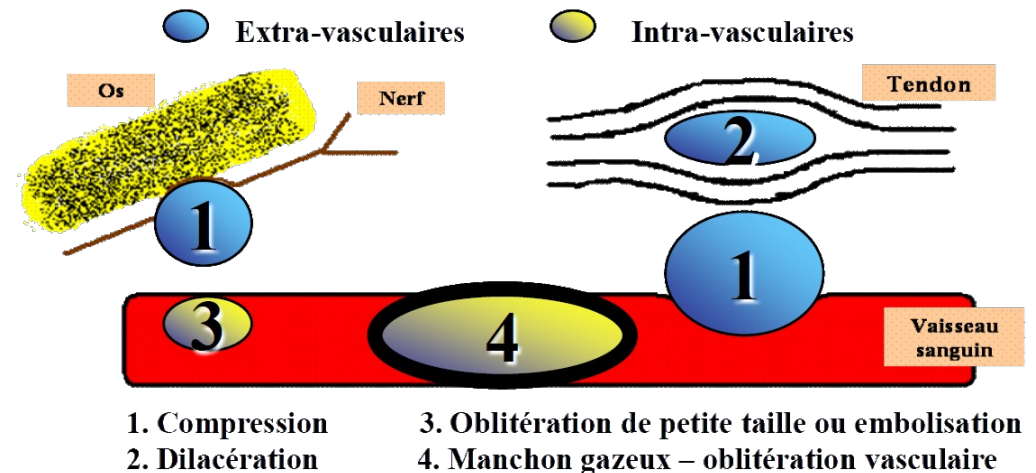 Extra-vasculaires
Intra-vasculaires
Os
Nerf
Tendon
2
1
1
3
4
Vaisseau
sanguin
1. Compression
3. Oblitération de petite taille ou embolisation
2. Dilacération
4. Manchon gazeux – oblitération vasculaire